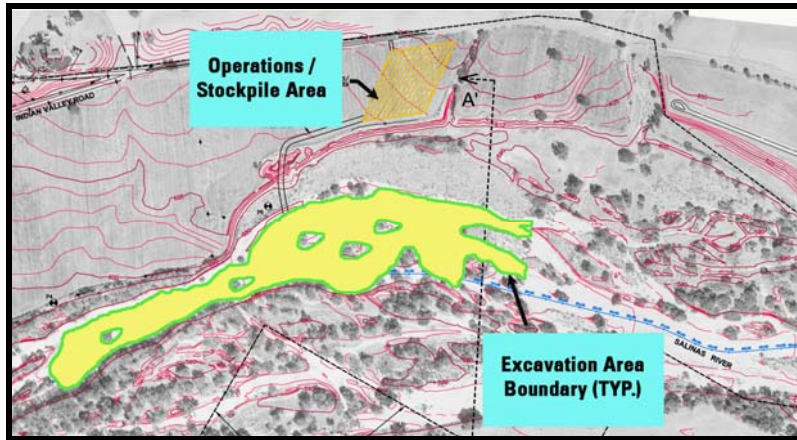 Operations /
Stockpile Area
INDIAN VALLEY ROAD
A'
SALINAS RIVER
Excavation Area
Boundary (TYP.)